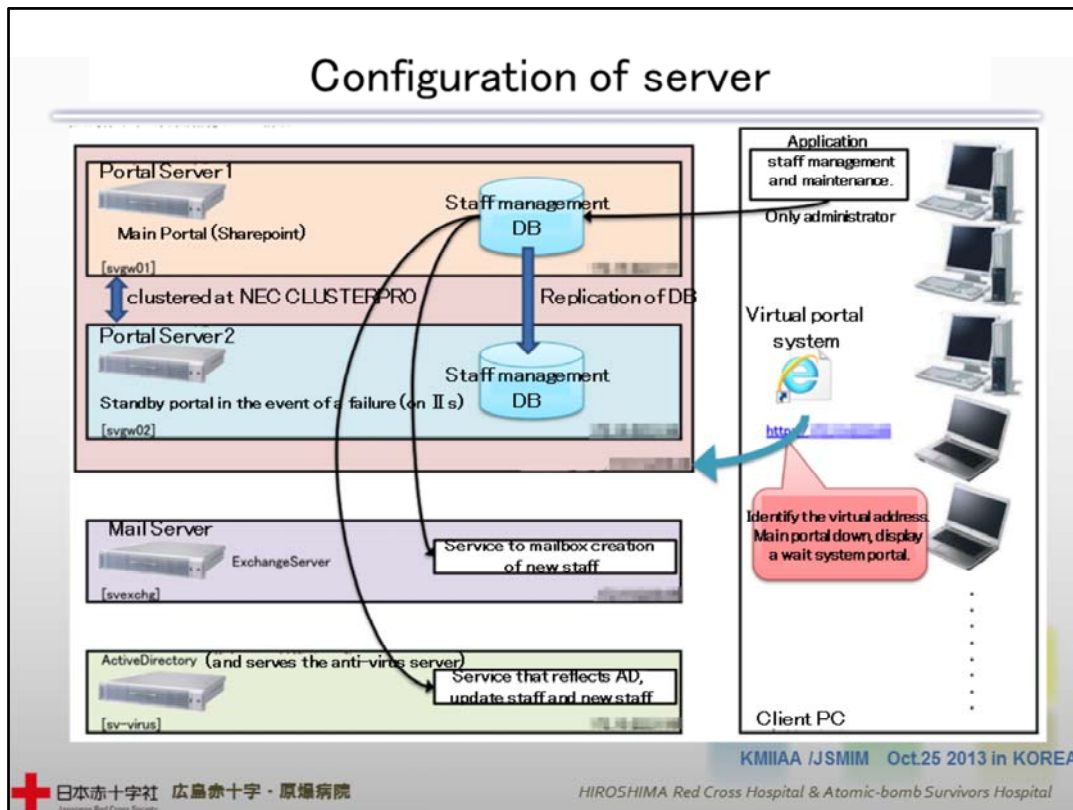 Configuration of server
Portal Server1
Main Portal (Sharepoint)
[svgw01]
Staff management
DB
clustered at NEC CLUSTERPRO
Replication of DB
Portal Server2
Standby portal in the event of a failure (on ⅡS)
[svgw02]
Staff management
DB
Mail Server
ExchangeServer
[svexchg]
Service to mailbox creation
of new staff
ActiveDirectory (and serves the anti-virus server)
[sv-virus]
Service that reflects AD,
update staff and new staff
Application
staff management
and maintenance.
Only administrator
Virtual portal
system
http:/
Identify the virtual address.
Main portal down, display
a wait system portal.
Client PC
KMIIAA /JSMIM Oct.25 2013 in KOREA
日本赤十字社 広島赤十字・原爆病院
Japanese Red Cross Society
HIROSHIMA Red Cross Hospital & Atomic-bomb Survivors Hospital